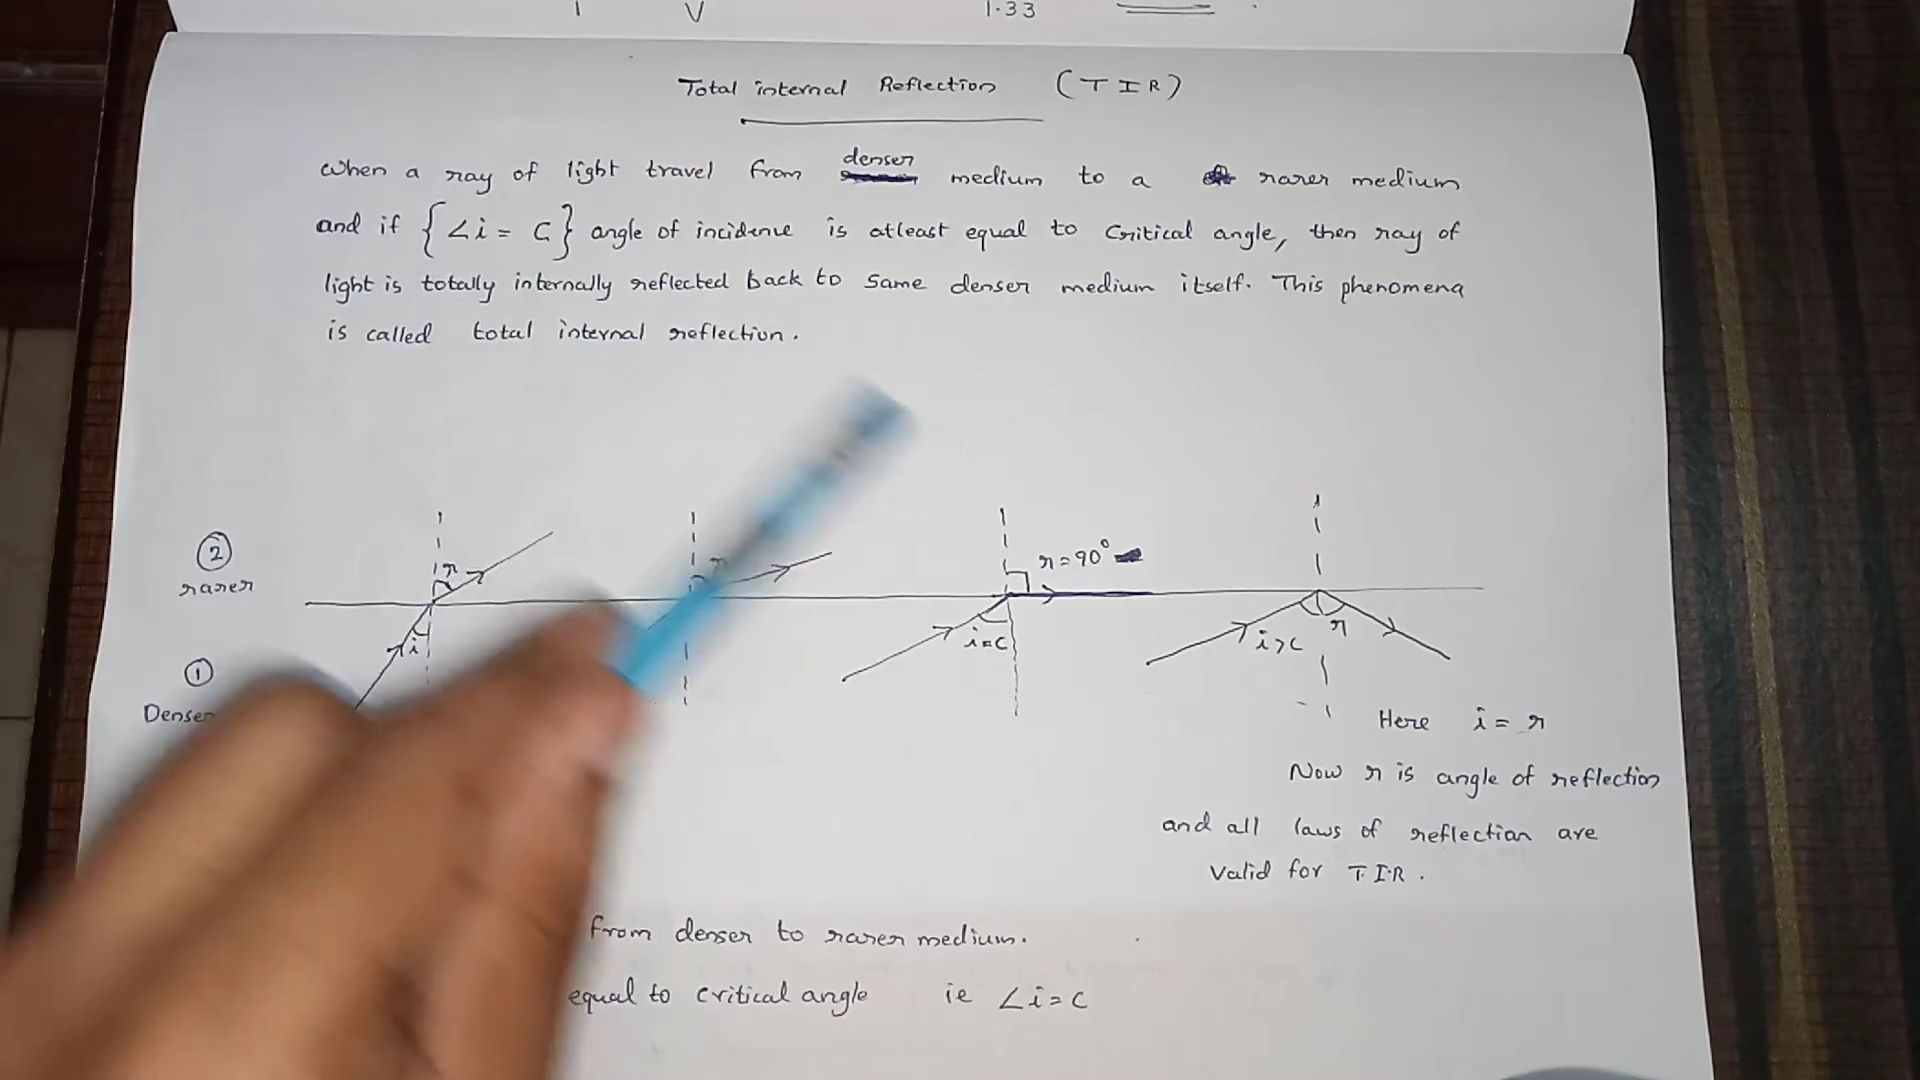 1 V 1.33
Total internal Reflection (TIR)
when a ray of light travel from denser medium to a rarer medium
and if {∠i = C} angle of incidence is atleast equal to critical angle, then ray of
light is totally internally reflected back to same denser medium itself. This phenomena
is called total internal reflection.
② rarer
r
r
r=90°
① Denser
i
i=C
i>C
r
Here i = r
Now r is angle of reflection
and all laws of reflection are
valid for T.I.R.
from denser to rarer medium.
equal to critical angle ie ∠i=C